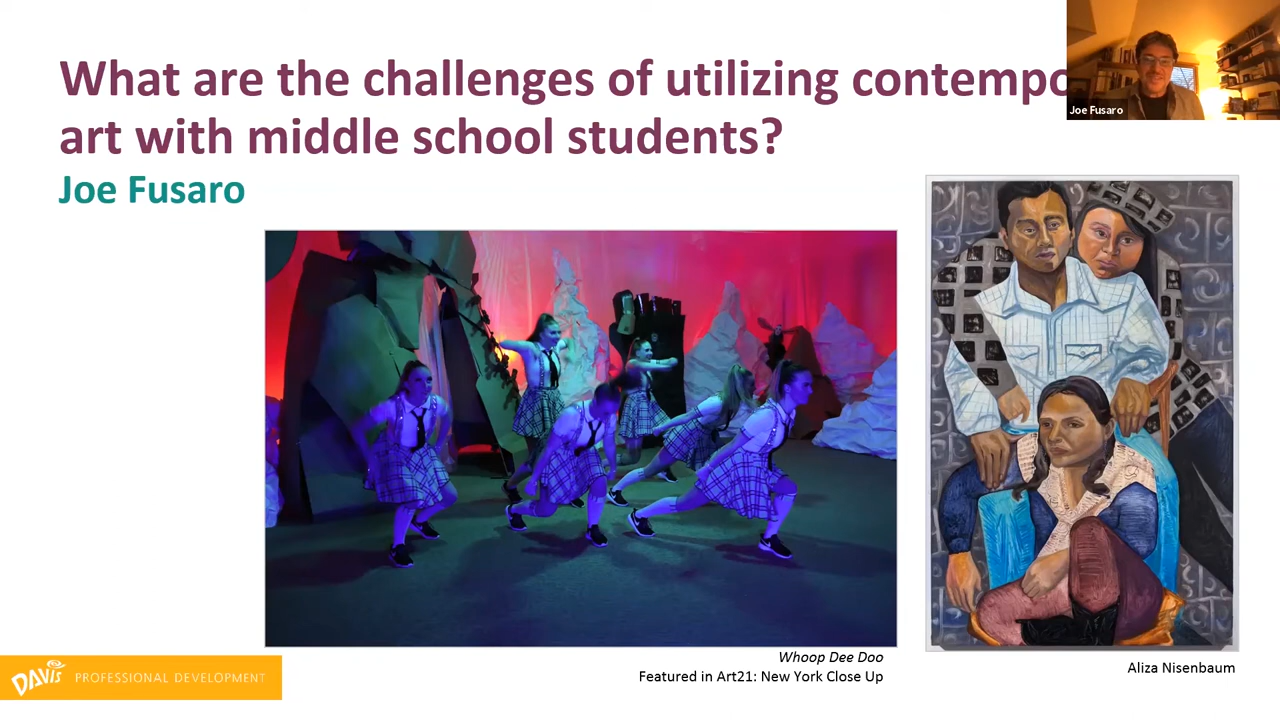 What are the challenges of utilizing contempo
art with middle school students?
Joe Fusaro
Joe Fusaro
Whoop Dee Doo
Featured in Art21: New York Close Up
Aliza Nisenbaum
DAVIS PROFESSIONAL DEVELOPMENT